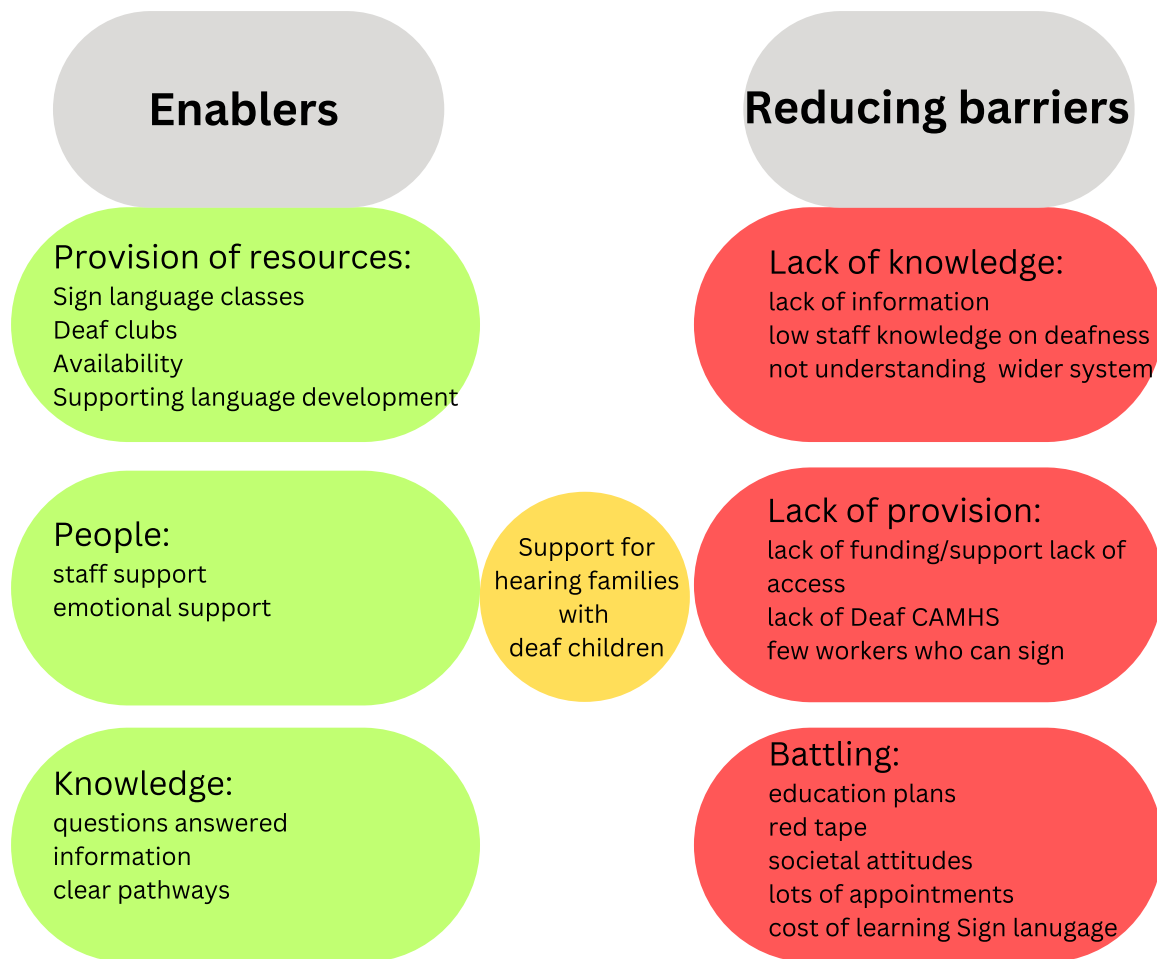 Enablers
Provision of resources:
Sign language classes
Deaf clubs
Availability
Supporting language development
People:
staff support
emotional support
Knowledge:
questions answered
information
clear pathways
Support for
hearing families
with
deaf children
Reducing barriers
Lack of knowledge:
lack of information
low staff knowledge on deafness
not understanding  wider system
Lack of provision:
lack of funding/support lack of
access
lack of Deaf CAMHS
few workers who can sign
Battling:
education plans
red tape
societal attitudes
lots of appointments
cost of learning Sign lanugage